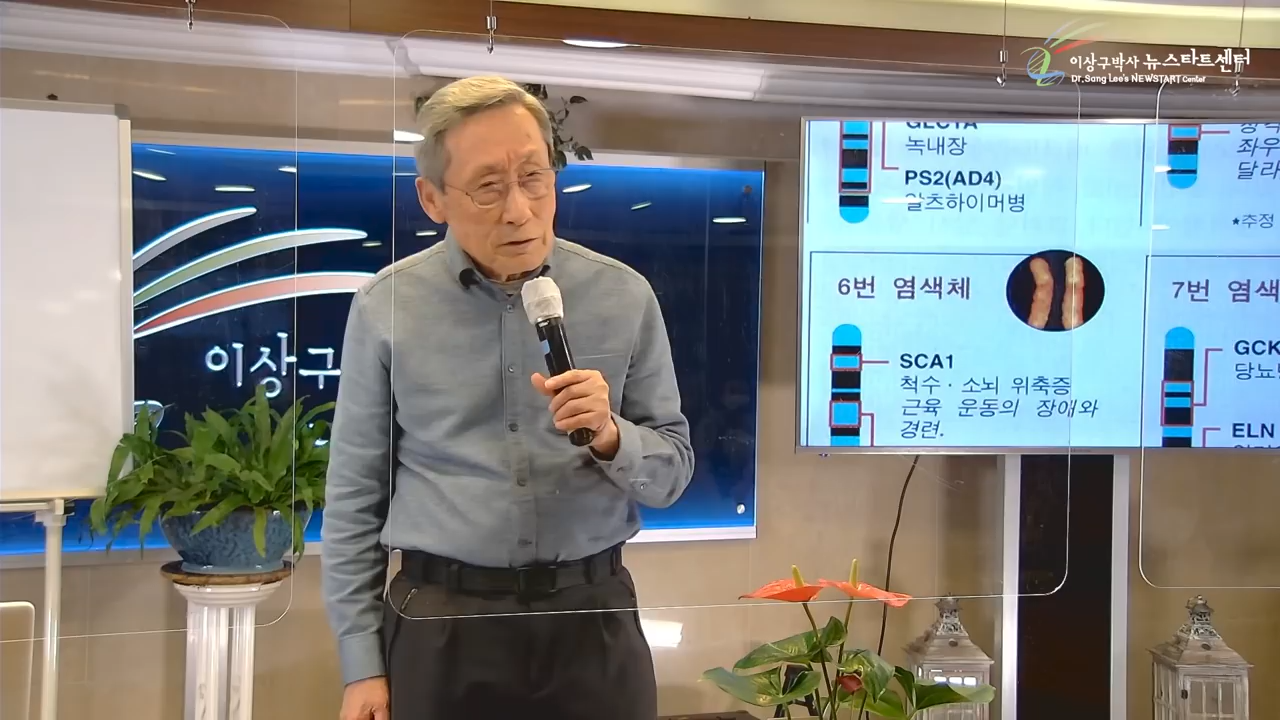 이상구박사 뉴스타트센터
Dr.Sang Lee's NEWSTART Center
이상구
GLC1A
녹내장
PS2(AD4)
알츠하이머병
좌우
달라
★추정
6번 염색체
SCA1
척수 · 소뇌 위축증
근육 운동의 장애와
경련.
7번 염색
GCK
당뇨
ELN